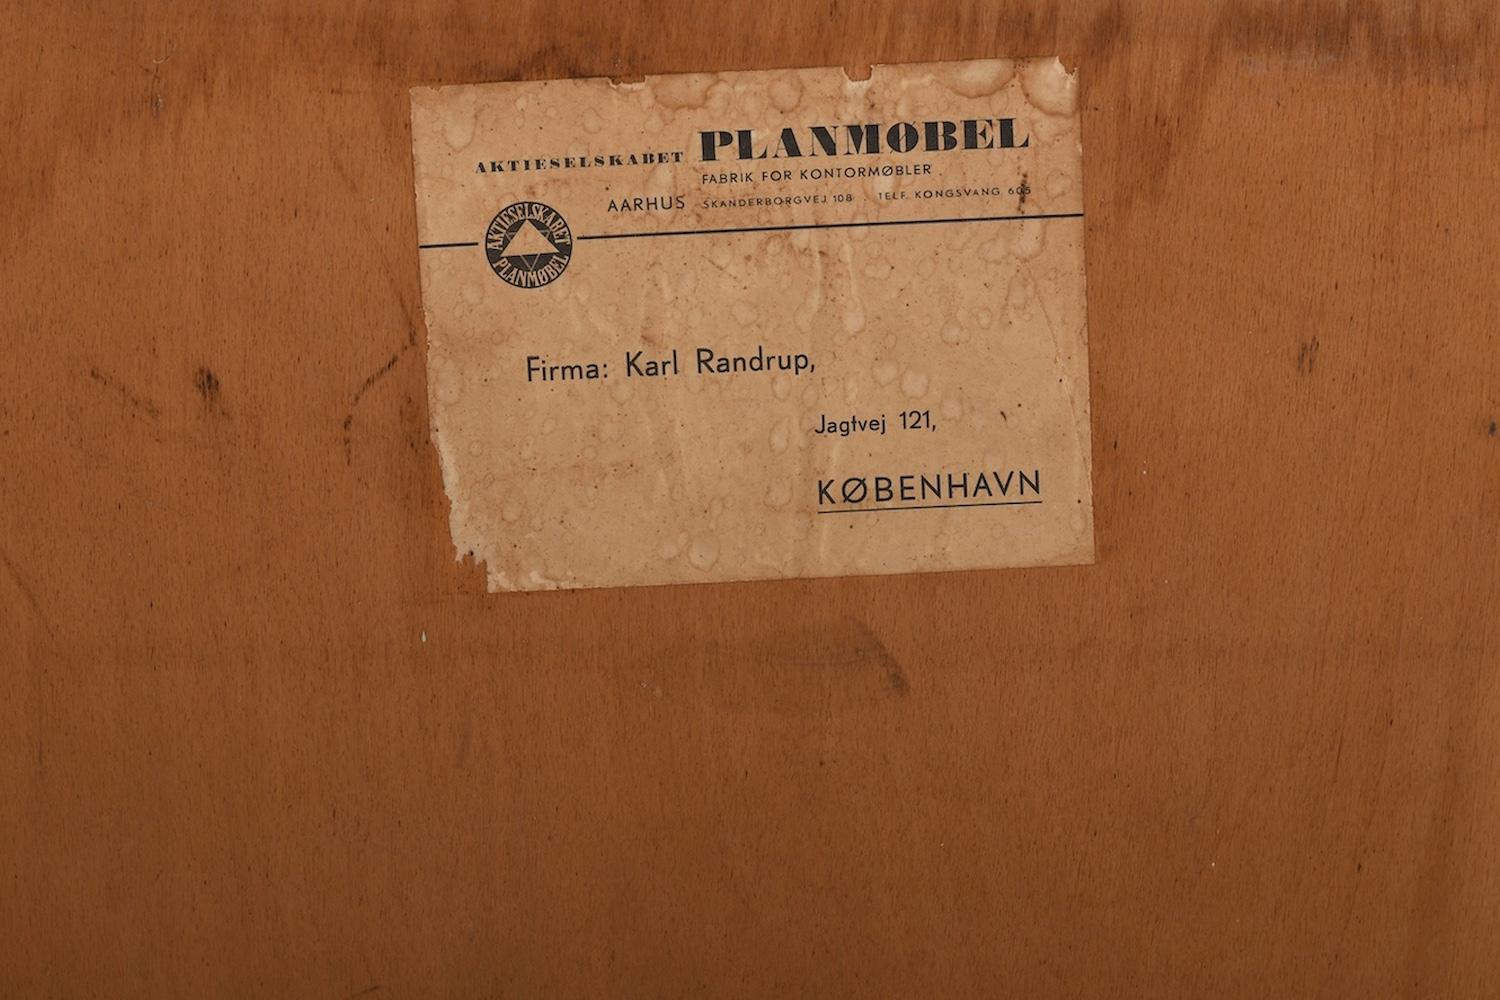 AKTIESELSKABET PLANMØBEL
FABRIK FOR KONTORMØBLER
AARHUS SKANDERBORGVEJ 108 . TELF. KONGSVANG 605
AKTIESELSKABET
PLANMØBEL
Firma: Karl Randrup,
Jagtvej 121,
KØBENHAVN